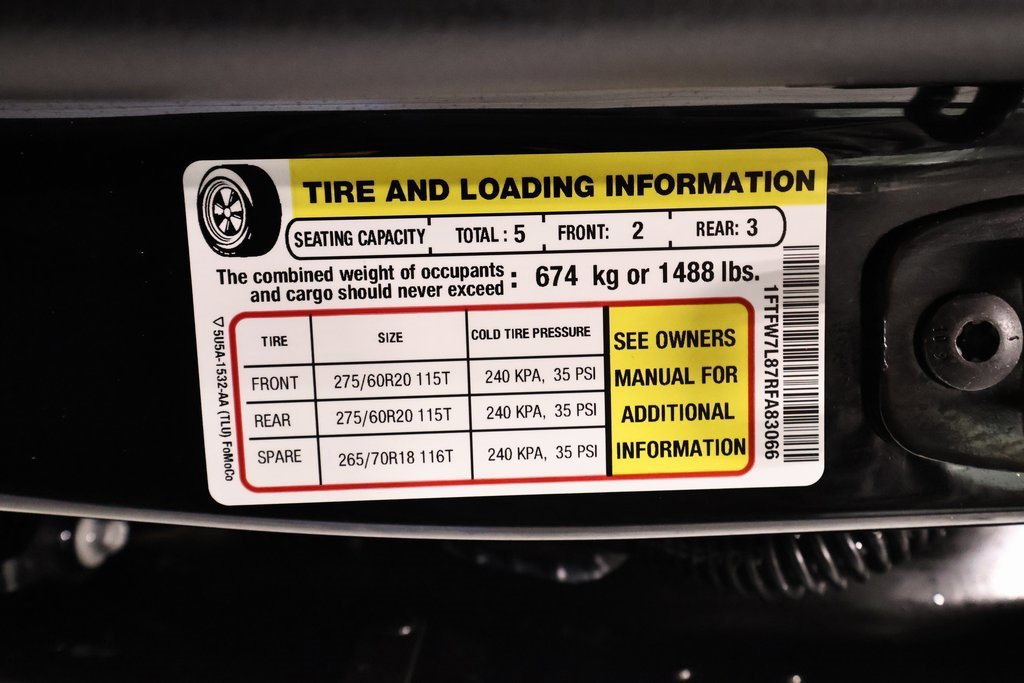 TIRE AND LOADING INFORMATION
SEATING CAPACITY TOTAL: 5 FRONT: 2 REAR: 3
The combined weight of occupants
and cargo should never exceed : 674 kg or 1488 lbs.
TIRE SIZE COLD TIRE PRESSURE
FRONT 275/60R20 115T 240 KPA, 35 PSI
REAR 275/60R20 115T 240 KPA, 35 PSI
SPARE 265/70R18 116T 240 KPA, 35 PSI
SEE OWNERS
MANUAL FOR
ADDITIONAL
INFORMATION
▽5U5A-1532-AA (TLU) FoMoCo
1FTFW7L87RFA83066